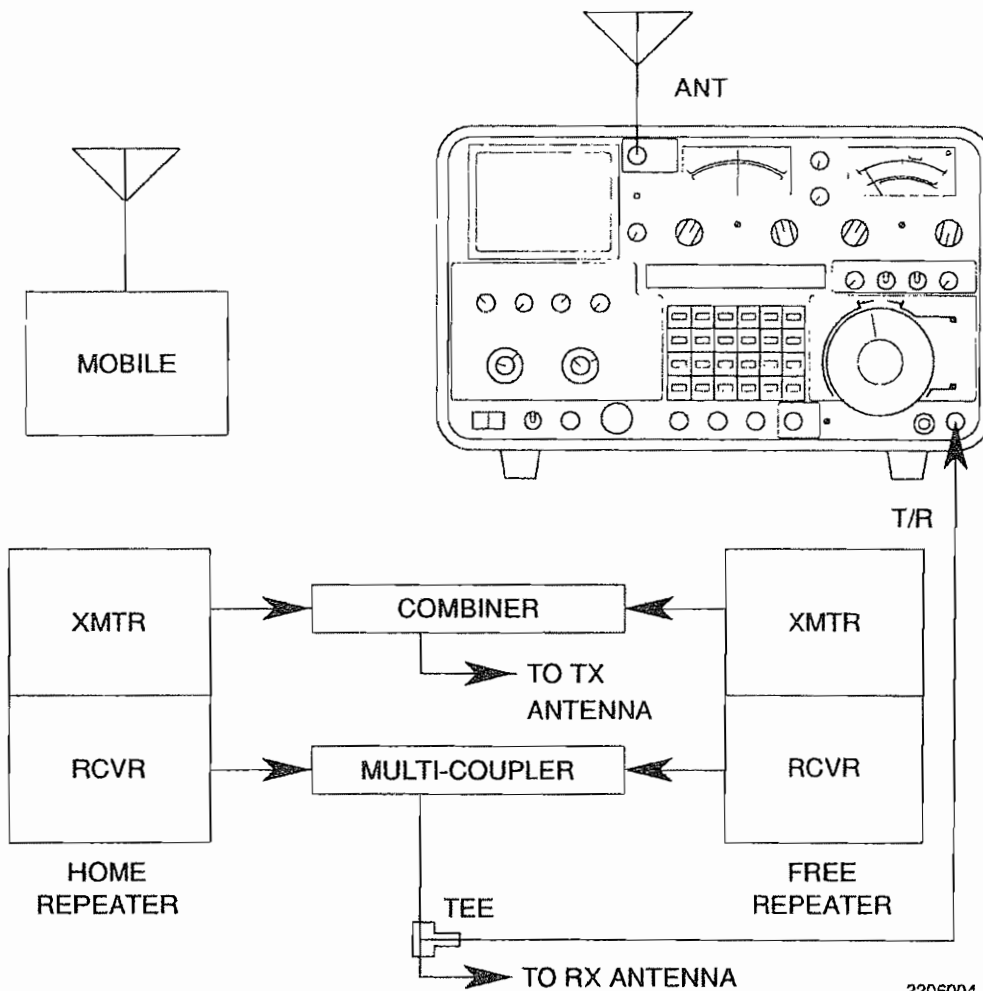 ANT
MOBILE
T/R
XMTR
COMBINER
XMTR
TO TX
ANTENNA
RCVR
MULTI-COUPLER
RCVR
HOME
REPEATER
FREE
REPEATER
TEE
TO RX ANTENNA